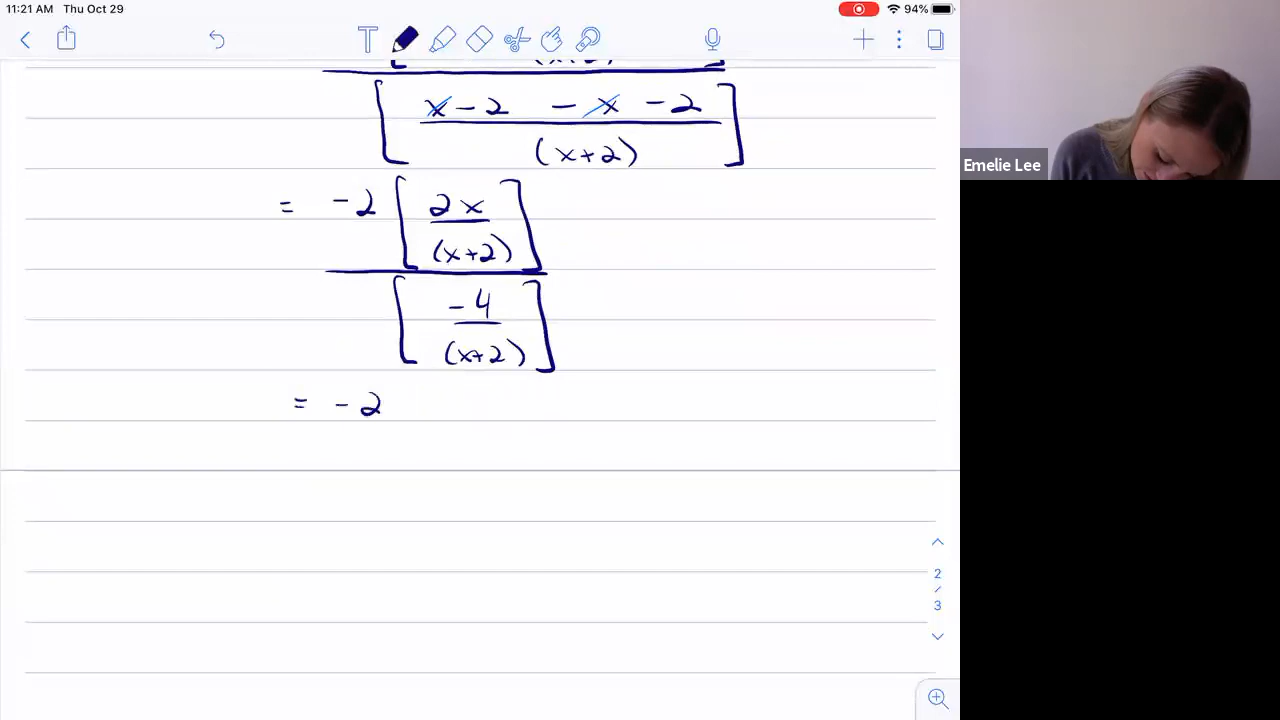 11:21 AM Thu Oct 29
94%
T
Emelie Lee
(x+2)
x - 2 - x - 2
(x+2)
= -2 [ 2x
(x+2) ]
[ -4
(x+2) ]
= -2
2
/
3